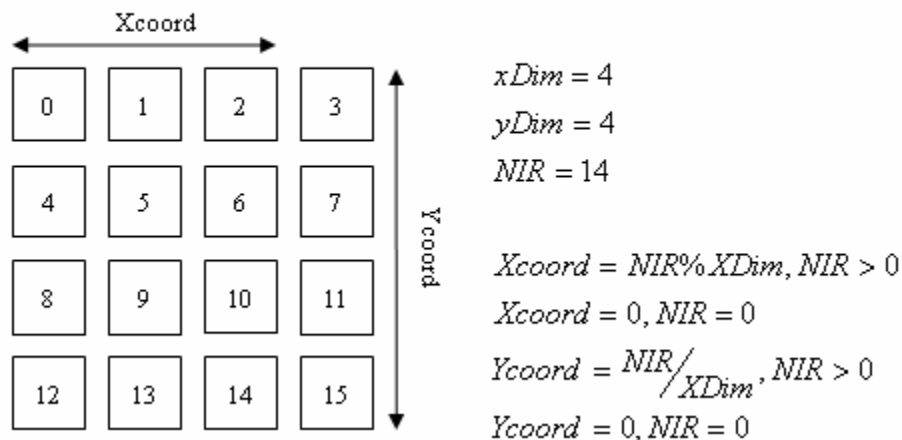 Xcoord
0 1 2 3
4 5 6 7
8 9 10 11
12 13 14 15
Ycoord
xDim = 4
yDim = 4
NIR = 14
Xcoord = NIR% XDim, NIR > 0
Xcoord = 0, NIR = 0
Ycoord = NIR/XDim, NIR > 0
Ycoord = 0, NIR = 0